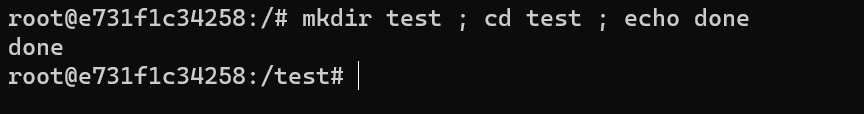 root@e731f1c34258:/# mkdir test ; cd test ; echo done
done
root@e731f1c34258:/test#